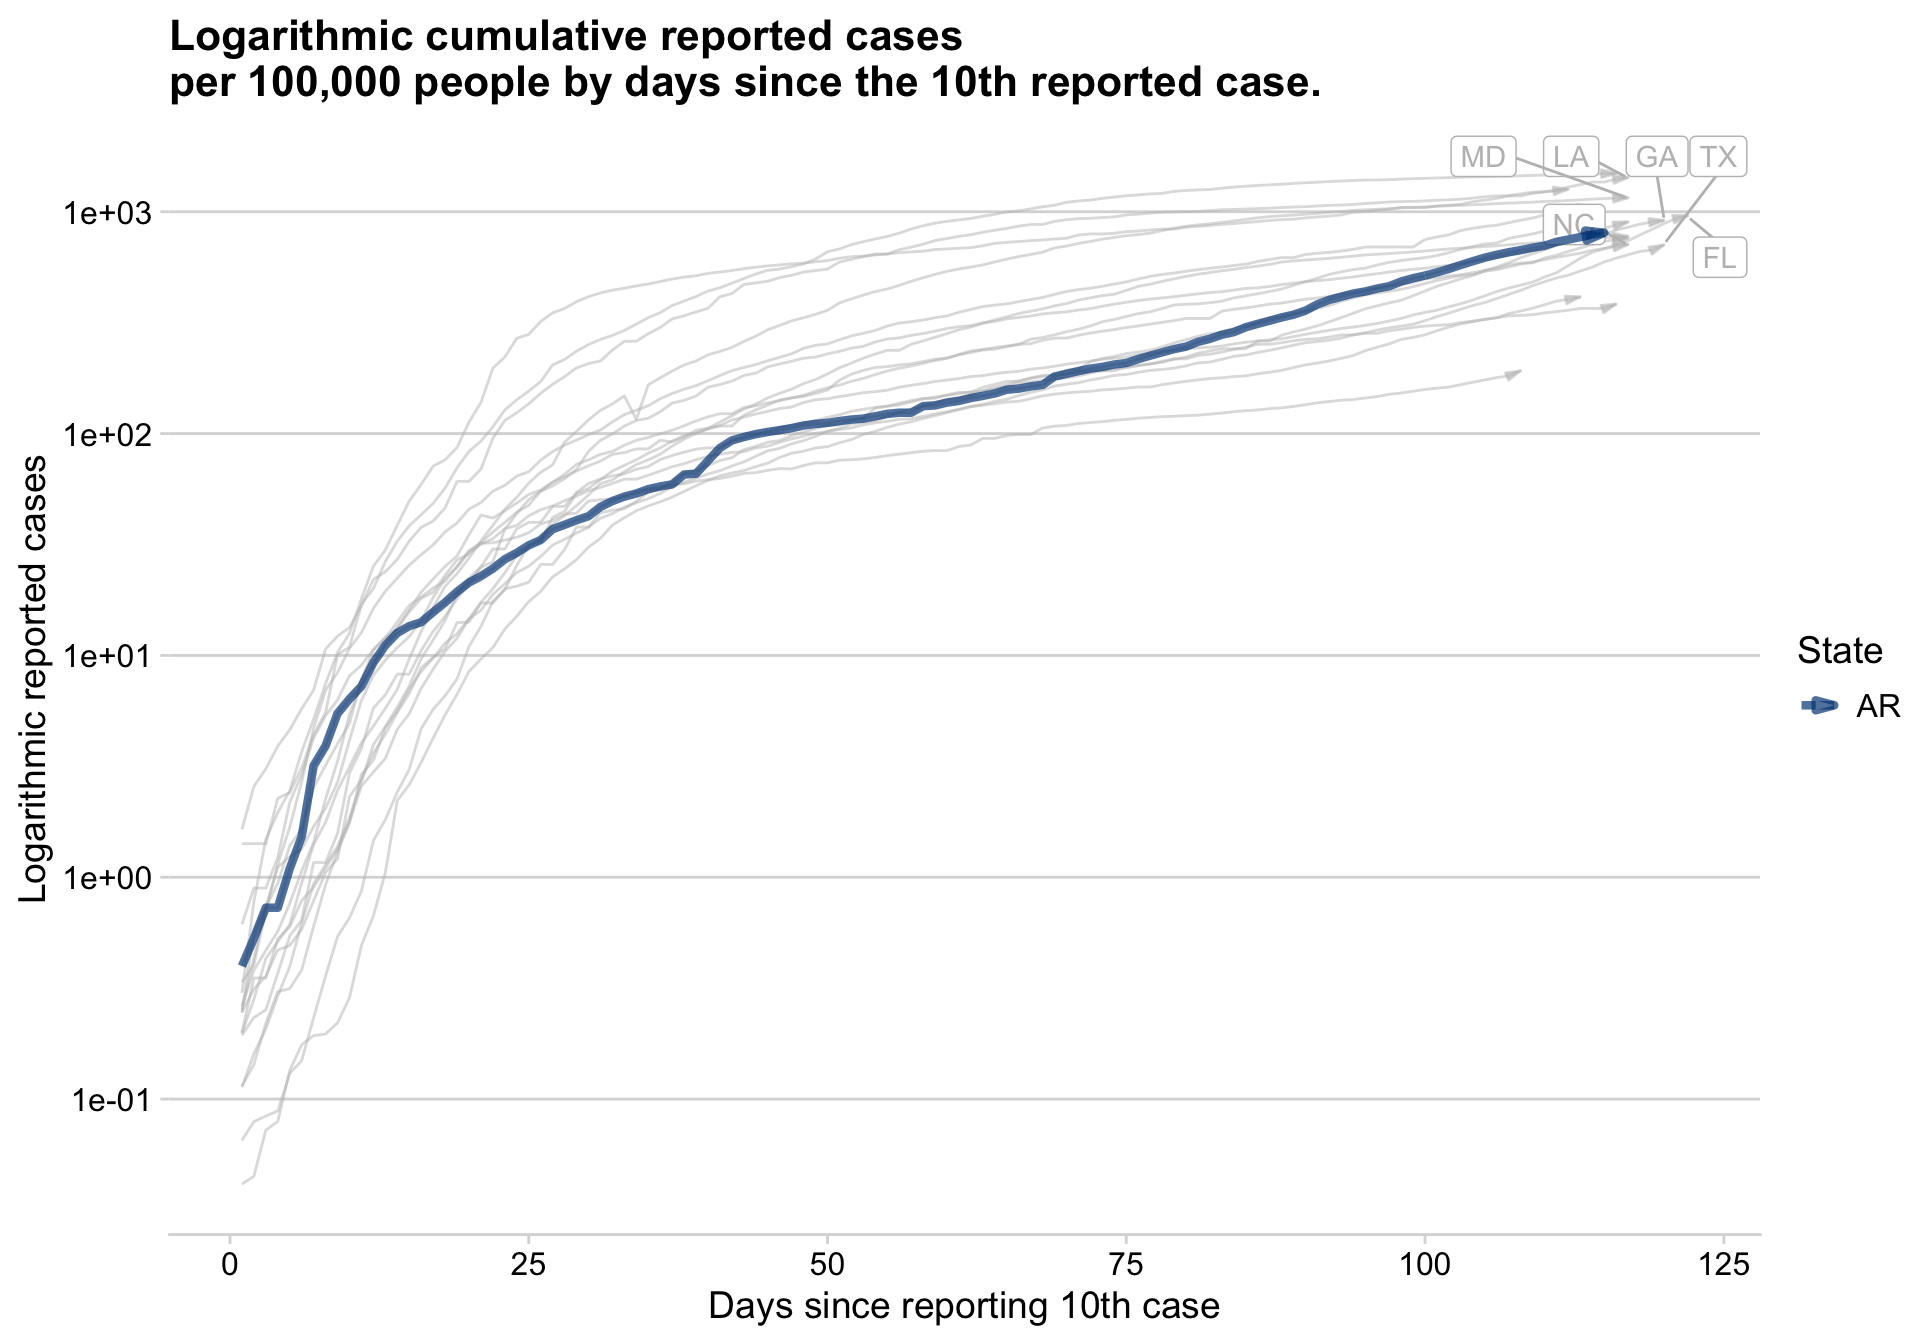 Logarithmic cumulative reported cases
per 100,000 people by days since the 10th reported case.
MD LA GA TX
NC
FL
1e+03
1e+02
1e+01
1e+00
1e-01
Logarithmic reported cases
0 25 50 75 100 125
Days since reporting 10th case
State
AR